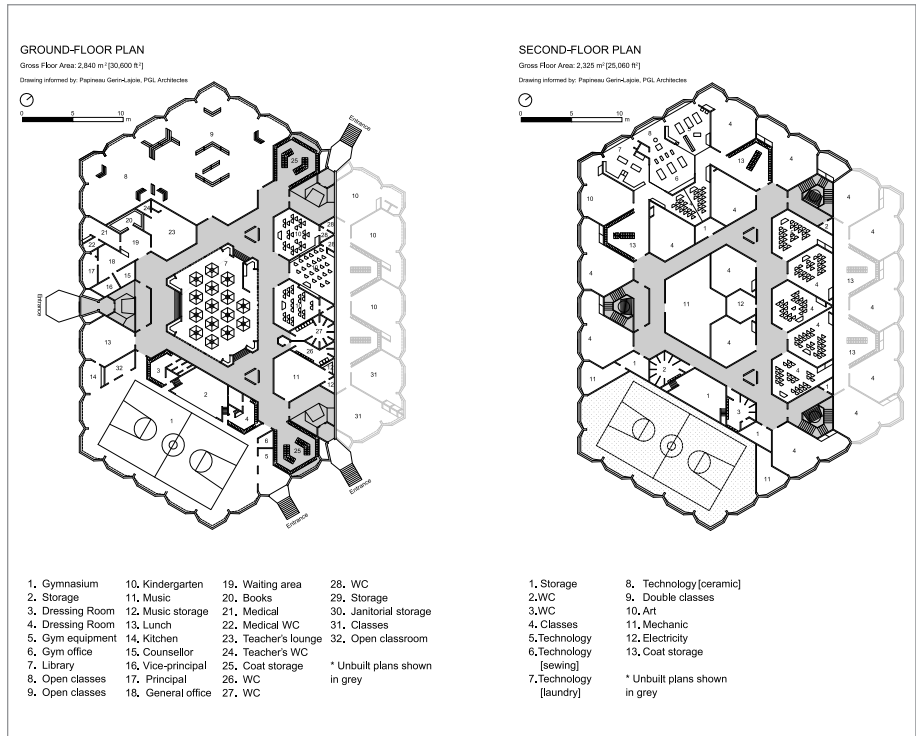 GROUND-FLOOR PLAN
Gross Floor Area: 2,840 m² [30,600 ft²]
Drawing informed by: Papineau Gerin-Lajoie, PGL Architectes
0 5 10
m
Entrance
Entrance
Entrance
Entrance
1. Gymnasium
2. Storage
3. Dressing Room
4. Dressing Room
5. Gym equipment
6. Gym office
7. Library
8. Open classes
9. Open classes
10. Kindergarten
11. Music
12. Music storage
13. Lunch
14. Kitchen
15. Counsellor
16. Vice-principal
17. Principal
18. General office
19. Waiting area
20. Books
21. Medical
22. Medical WC
23. Teacher's lounge
24. Teacher's WC
25. Coat storage
26. WC
27. WC
28. WC
29. Storage
30. Janitorial storage
31. Classes
32. Open classroom
* Unbuilt plans shown
in grey
SECOND-FLOOR PLAN
Gross Floor Area: 2,325 m² [25,060 ft²]
Drawing informed by: Papineau Gerin-Lajoie, PGL Architectes
0 5 10
m
1. Storage
2. WC
3. WC
4. Classes
5. Technology
6. Technology
[sewing]
7. Technology
[laundry]
8. Technology [ceramic]
9. Double classes
10. Art
11. Mechanic
12. Electricity
13. Coat storage
* Unbuilt plans shown
in grey